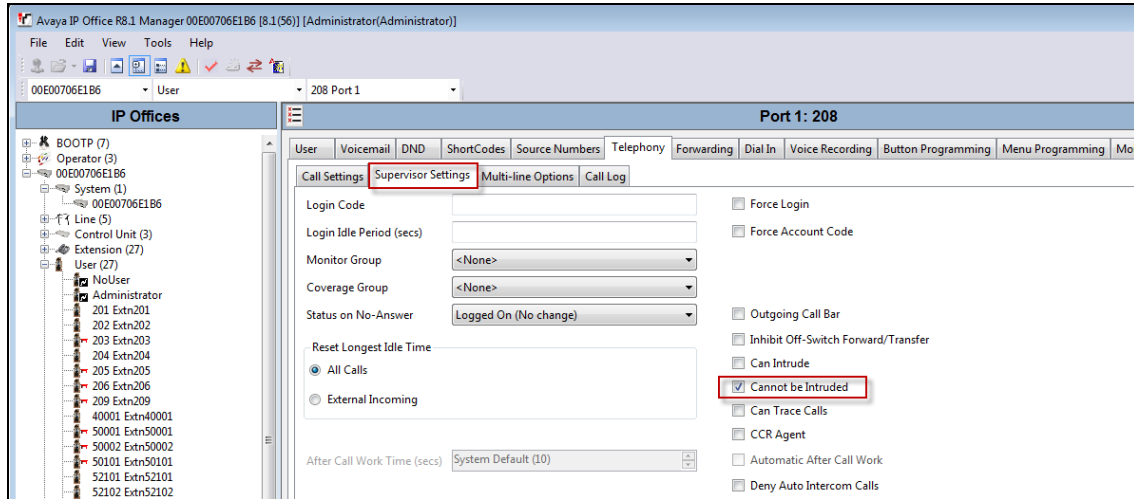 Avaya IP Office R8.1 Manager 00E00706E1B6 [8.1(56)] [Administrator(Administrator)]
File Edit View Tools Help
00E00706E1B6 User 208 Port 1
IP Offices
Port 1: 208
BOOTP (7)
Operator (3)
00E00706E1B6
System (1)
00E00706E1B6
Line (5)
Control Unit (3)
Extension (27)
User (27)
NoUser
Administrator
201 Extn201
202 Extn202
203 Extn203
204 Extn204
205 Extn205
206 Extn206
209 Extn209
40001 Extn40001
50001 Extn50001
50002 Extn50002
50101 Extn50101
52101 Extn52101
52102 Extn52102
User Voicemail DND ShortCodes Source Numbers Telephony Forwarding Dial In Voice Recording Button Programming Menu Programming Mo
Call Settings Supervisor Settings Multi-line Options Call Log
Login Code
Force Login
Login Idle Period (secs)
Force Account Code
Monitor Group <None>
Coverage Group <None>
Status on No-Answer Logged On (No change)
Outgoing Call Bar
Inhibit Off-Switch Forward/Transfer
Reset Longest Idle Time
Can Intrude
All Calls
Cannot be Intruded
External Incoming
Can Trace Calls
CCR Agent
After Call Work Time (secs) System Default (10)
Automatic After Call Work
Deny Auto Intercom Calls